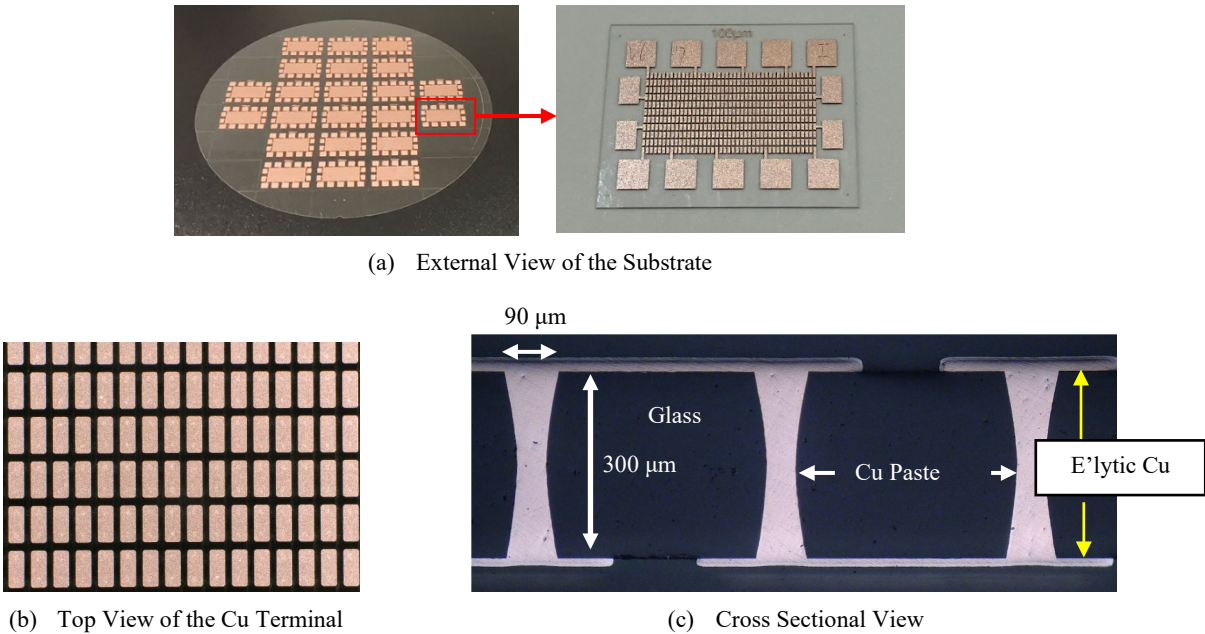 100μm
(a) External View of the Substrate
90 μm
Glass
300 μm
Cu Paste
E'lytic Cu
(b) Top View of the Cu Terminal
(c) Cross Sectional View